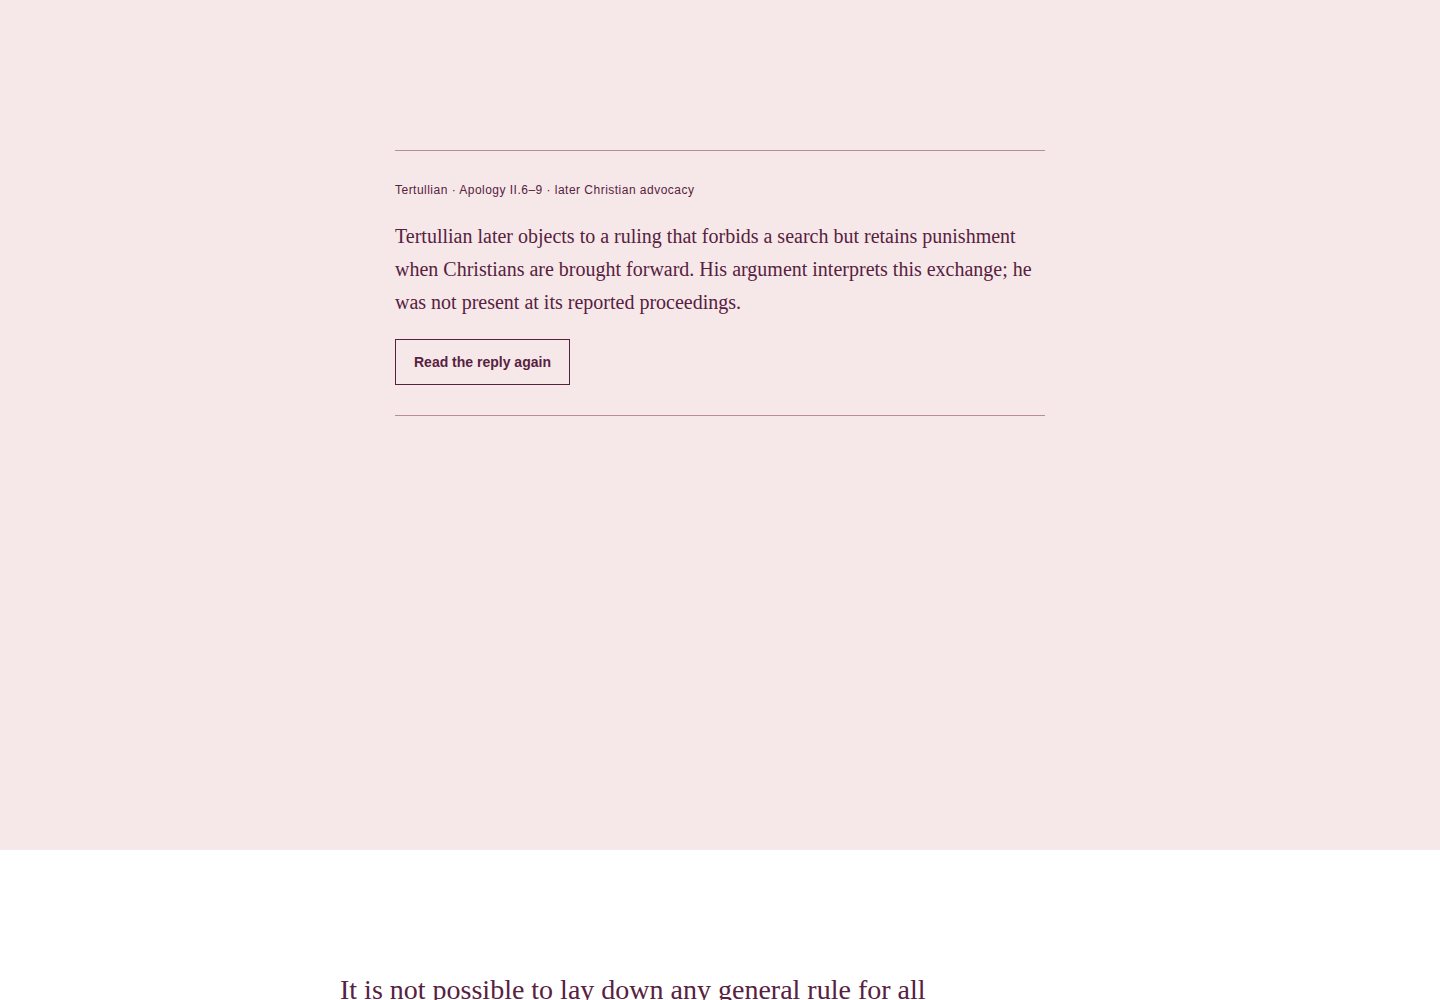 Tertullian · Apology II.6–9 · later Christian advocacy
Tertullian later objects to a ruling that forbids a search but retains punishment
when Christians are brought forward. His argument interprets this exchange; he
was not present at its reported proceedings.
Read the reply again
It is not possible to lay down any general rule for all